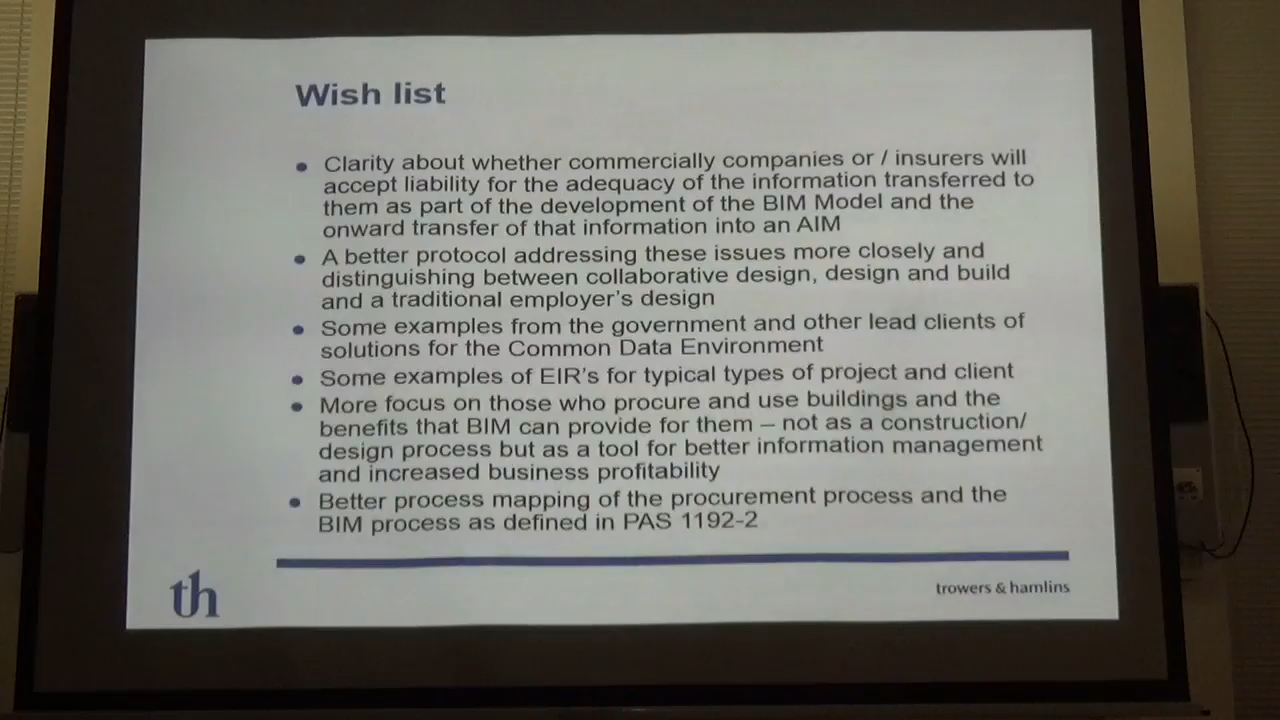 Wish list
• Clarity about whether commercially companies or / insurers will
accept liability for the adequacy of the information transferred to
them as part of the development of the BIM Model and the
onward transfer of that information into an AIM
• A better protocol addressing these issues more closely and
distinguishing between collaborative design, design and build
and a traditional employer's design
• Some examples from the government and other lead clients of
solutions for the Common Data Environment
• Some examples of EIR's for typical types of project and client
• More focus on those who procure and use buildings and the
benefits that BIM can provide for them – not as a construction/
design process but as a tool for better information management
and increased business profitability
• Better process mapping of the procurement process and the
BIM process as defined in PAS 1192-2
th
trowers & hamlins